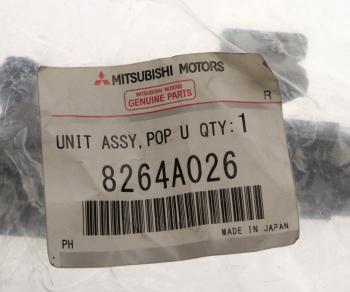 MITSUBISHI MOTORS
MITSUBISHI MOTORS
GENUINE PARTS
R
UNIT ASSY, POP U QTY: 1
8264A026
MADE IN JAPAN
PH